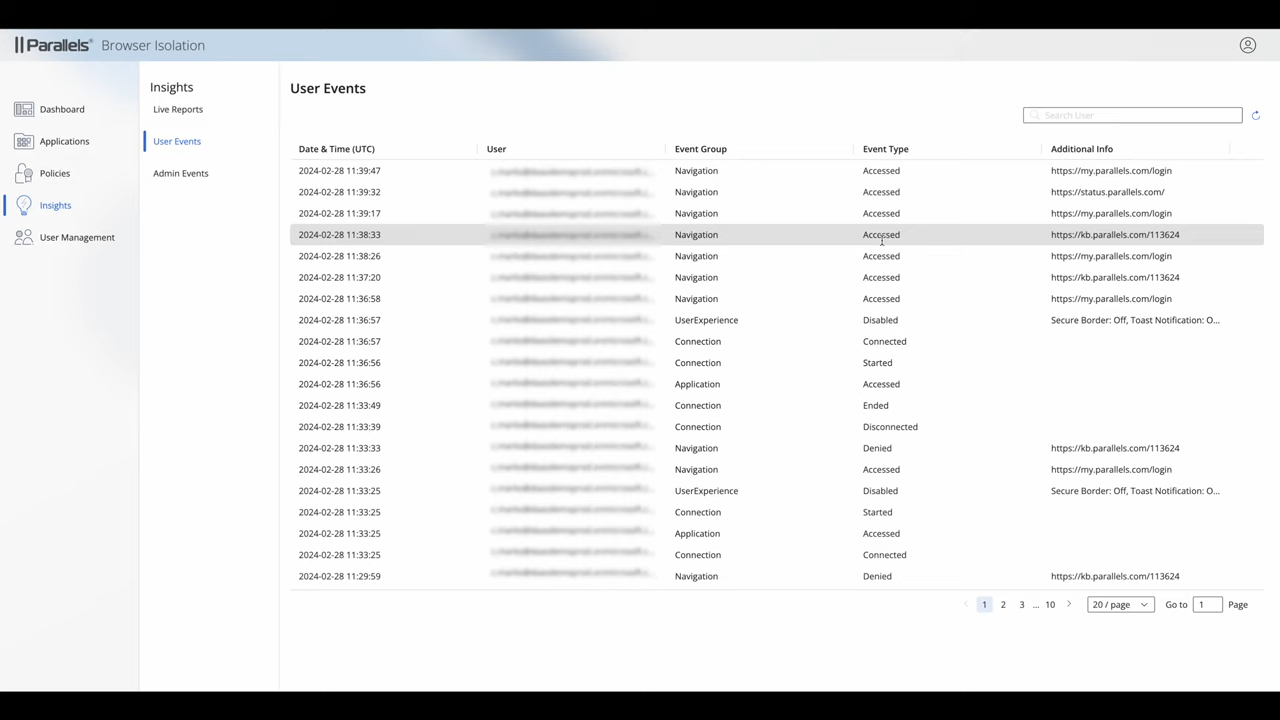 Parallels® Browser Isolation
Dashboard
Applications
Policies
Insights
User Management
Insights
Live Reports
User Events
Admin Events
User Events
Search User
Date & Time (UTC) User Event Group Event Type Additional Info
2024-02-28 11:39:47 Navigation Accessed https://my.parallels.com/login
2024-02-28 11:39:32 Navigation Accessed https://status.parallels.com/
2024-02-28 11:39:17 Navigation Accessed https://my.parallels.com/login
2024-02-28 11:38:33 Navigation Accessed https://kb.parallels.com/113624
2024-02-28 11:38:26 Navigation Accessed https://my.parallels.com/login
2024-02-28 11:37:20 Navigation Accessed https://kb.parallels.com/113624
2024-02-28 11:36:58 Navigation Accessed https://my.parallels.com/login
2024-02-28 11:36:57 UserExperience Disabled Secure Border: Off, Toast Notification: O...
2024-02-28 11:36:57 Connection Connected
2024-02-28 11:36:56 Connection Started
2024-02-28 11:36:56 Application Accessed
2024-02-28 11:33:49 Connection Ended
2024-02-28 11:33:39 Connection Disconnected
2024-02-28 11:33:33 Navigation Denied https://kb.parallels.com/113624
2024-02-28 11:33:26 Navigation Accessed https://my.parallels.com/login
2024-02-28 11:33:25 UserExperience Disabled Secure Border: Off, Toast Notification: O...
2024-02-28 11:33:25 Connection Started
2024-02-28 11:33:25 Application Accessed
2024-02-28 11:33:25 Connection Connected
2024-02-28 11:29:59 Navigation Denied https://kb.parallels.com/113624
1 2 3 ... 10 20 / page Go to 1 Page